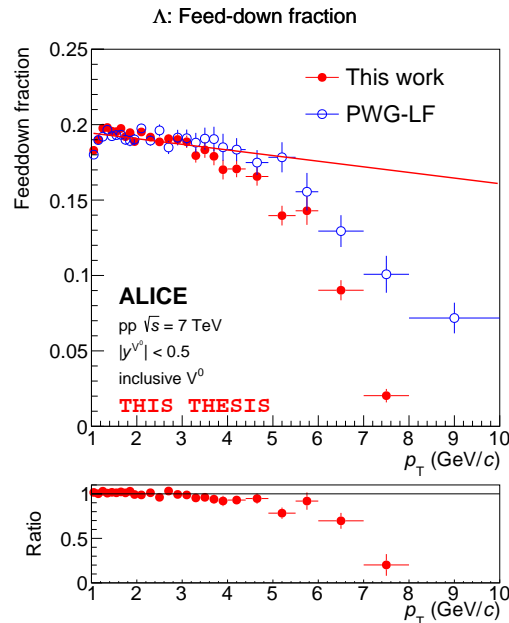 Λ: Feed-down fraction
Feeddown fraction
0.25
0.2
0.15
0.1
0.05
0
This work
PWG-LF
ALICE
pp √s = 7 TeV
|y^{V^0}| < 0.5
inclusive V⁰
THIS THESIS
1 2 3 4 5 6 7 8 9 10
p_T (GeV/c)
Ratio
1
0.5
0
1 2 3 4 5 6 7 8 9 10
p_T (GeV/c)